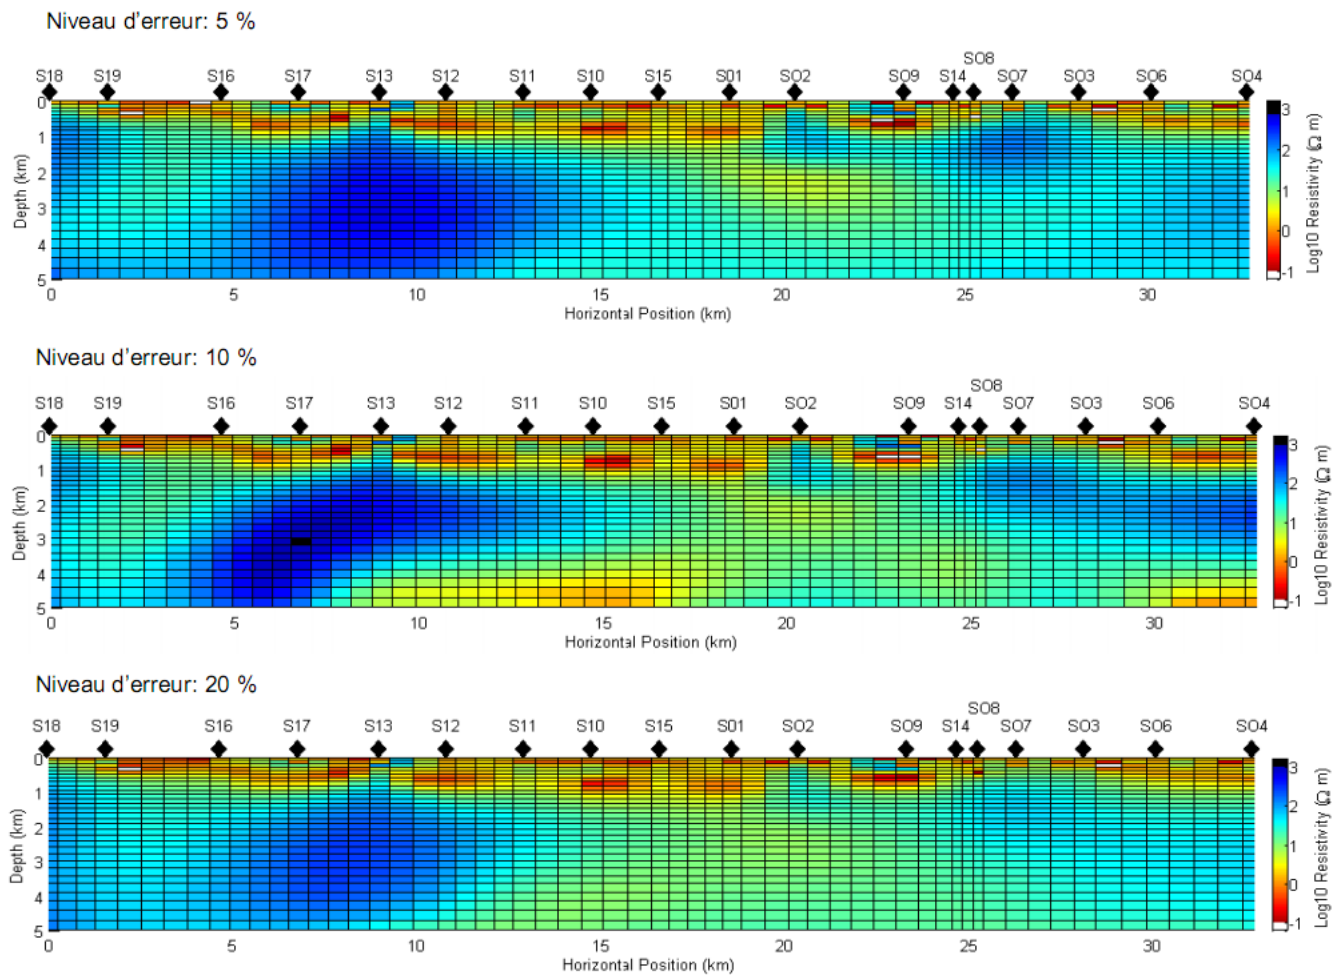 Niveau d'erreur: 5 %
SO8
S18 S19 S16 S17 S13 S12 S11 S10 S15 S01 SO2 SO9 S14 SO7 SO3 SO6 SO4
0
1
2
3
4
5
Depth (km)
0 5 10 15 20 25 30
Horizontal Position (km)
3
2
1
0
-1
Log10 Resistivity (Ω m)
Niveau d'erreur: 10 %
SO8
S18 S19 S16 S17 S13 S12 S11 S10 S15 S01 SO2 SO9 S14 SO7 SO3 SO6 SO4
0
1
2
3
4
5
Depth (km)
0 5 10 15 20 25 30
Horizontal Position (km)
3
2
1
0
-1
Log10 Resistivity (Ω m)
Niveau d'erreur: 20 %
SO8
S18 S19 S16 S17 S13 S12 S11 S10 S15 S01 SO2 SO9 S14 SO7 SO3 SO6 SO4
0
1
2
3
4
5
Depth (km)
0 5 10 15 20 25 30
Horizontal Position (km)
3
2
1
0
-1
Log10 Resistivity (Ω m)